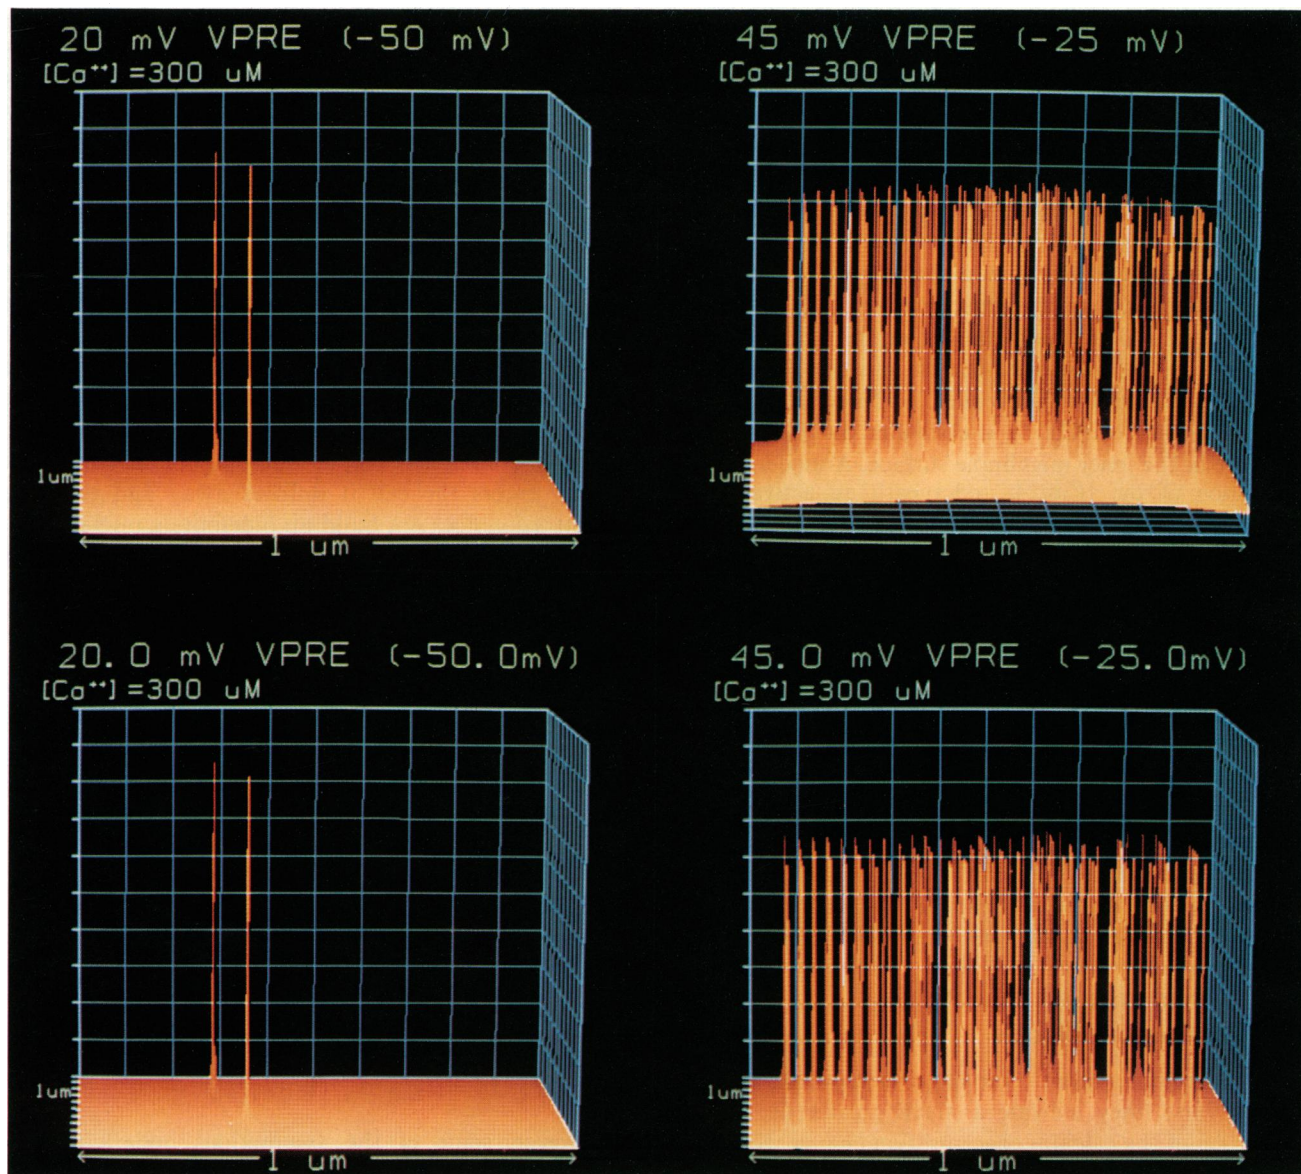 20 mV VPRE (-50 mV)
[Ca⁺⁺] =300 uM
1um
1 um
45 mV VPRE (-25 mV)
[Ca⁺⁺] =300 uM
1um
1 um
20.0 mV VPRE (-50.0mV)
[Ca⁺⁺] =300 uM
1um
1 um
45.0 mV VPRE (-25.0mV)
[Ca⁺⁺] =300 uM
1um
1 um